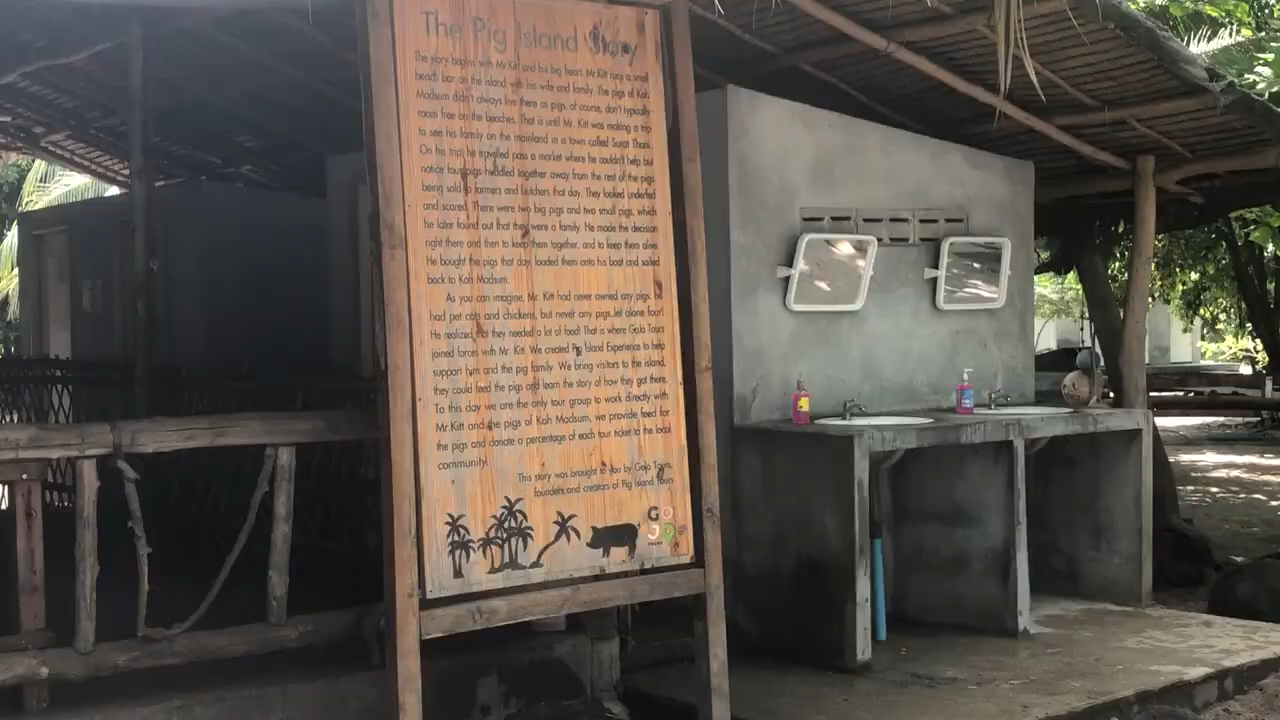 The Pig Island Story
The story begins with Mr.Kitt and his big heart. Mr.Kitt runs a small
beach bar on the island with his wife and family. The pigs of Koh
Madsum didn't always live there as pigs, of course, don't typically
roam free on the beaches. That is until Mr. Kitt was making a trip
to see his family on the mainland in a town called Surat Thani.
On his trip, he travelled pass a market where he couldn't help but
notice four pigs huddled together away from the rest of the pigs
being sold to farmers and butchers that day. They looked underfed
and scared. There were two big pigs and two small pigs, which
he later found out that they were a family. He made the decision
right there and then to keep them together, and to keep them alive.
He bought the pigs that day, loaded them onto his boat and sailed
back to Koh Madsum.
As you can imagine, Mr. Kitt had never owned any pigs. He
had pet cats and chickens, but never any pigs, let alone four!
He realized that they needed a lot of food! That is where GoJo Tours
joined forces with Mr. Kitt. We created Pig Island Experience to help
support him and the pig family. We bring visitors to the island,
they could feed the pigs and learn the story of how they got there.
To this day we are the only tour group to work directly with
Mr.Kitt and the pigs of Koh Madsum, we provide feed for
the pigs and donate a percentage of each tour ticket to the local
community!
This story was brought to you by GoJo Tours,
founders and creators of Pig Island Tours
GO
JO
TOURS